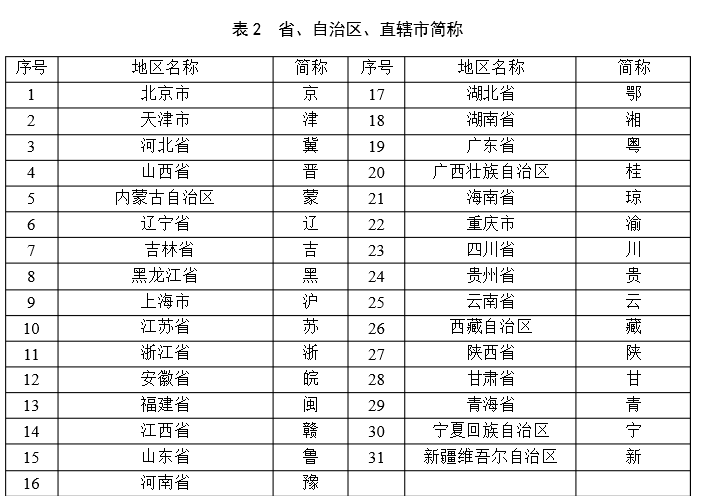 表2 省、自治区、直辖市简称
序号 地区名称 简称 序号 地区名称 简称
1 北京市 京 17 湖北省 鄂
2 天津市 津 18 湖南省 湘
3 河北省 冀 19 广东省 粤
4 山西省 晋 20 广西壮族自治区 桂
5 内蒙古自治区 蒙 21 海南省 琼
6 辽宁省 辽 22 重庆市 渝
7 吉林省 吉 23 四川省 川
8 黑龙江省 黑 24 贵州省 贵
9 上海市 沪 25 云南省 云
10 江苏省 苏 26 西藏自治区 藏
11 浙江省 浙 27 陕西省 陕
12 安徽省 皖 28 甘肃省 甘
13 福建省 闽 29 青海省 青
14 江西省 赣 30 宁夏回族自治区 宁
15 山东省 鲁 31 新疆维吾尔自治区 新
16 河南省 豫